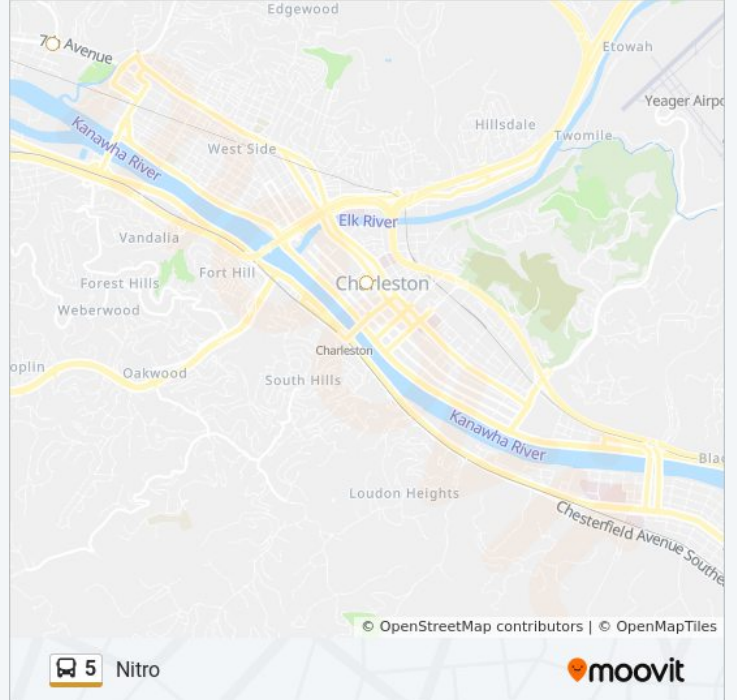 Edgewood
7th Avenue
Etowah
Yeager Airpo
Hillsdale
Twomile
Kanawha River
West Side
Elk River
Vandalia
Fort Hill
Forest Hills
Charleston
Weberwood
Charleston
oplin
Oakwood
South Hills
Kanawha River
Blac
Loudon Heights
Chesterfield Avenue Southe
© OpenStreetMap contributors | © OpenMapTiles
5 Nitro
moovit